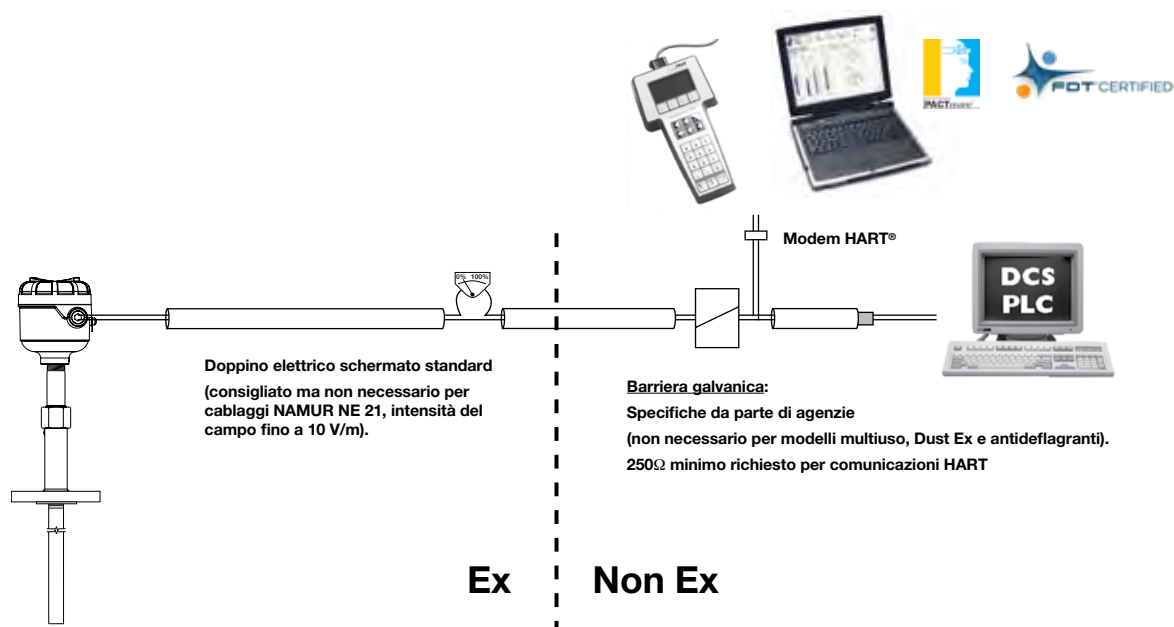 PACTware
FDT CERTIFIED
Modem HART®
0% 100%
DCS
PLC
Doppino elettrico schermato standard
(consigliato ma non necessario per
cablaggi NAMUR NE 21, intensità del
campo fino a 10 V/m).
Barriera galvanica:
Specifiche da parte di agenzie
(non necessario per modelli multiuso, Dust Ex e antideflagranti).
250Ω minimo richiesto per comunicazioni HART
Ex
Non Ex